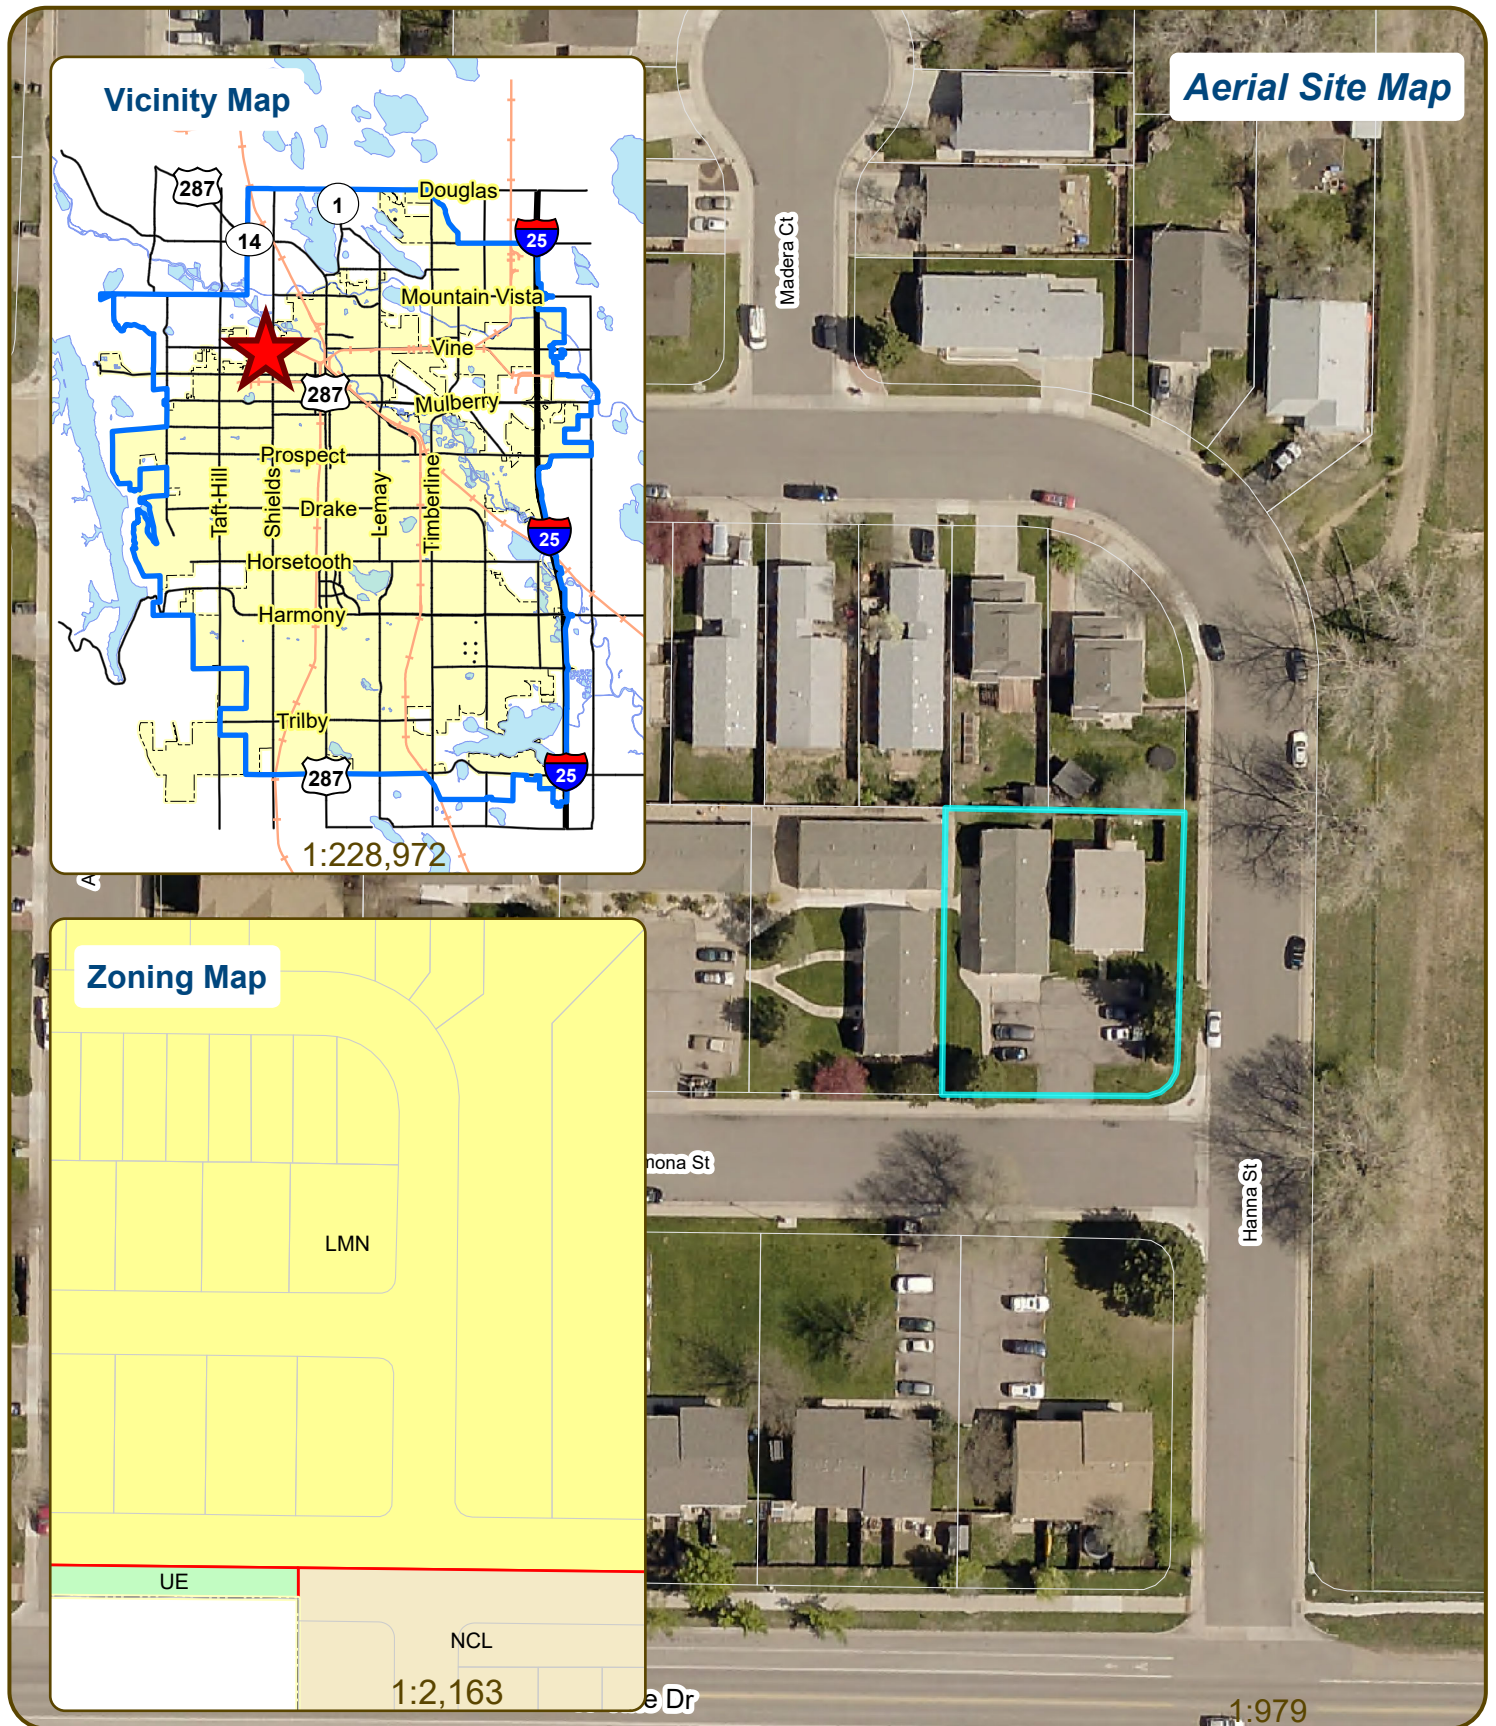 Aerial Site Map
Vicinity Map
287
1
14
25
Douglas
Mountain Vista
Vine
287
Mulberry
Prospect
Taft-Hill
Shields
Drake
Lemay
Timberline
25
Horsetooth
Harmony
Trilby
287
25
1:228,972
Madera Ct
A
Zoning Map
LMN
UE
NCL
1:2,163
mona St
Hanna St
e Dr
1:979